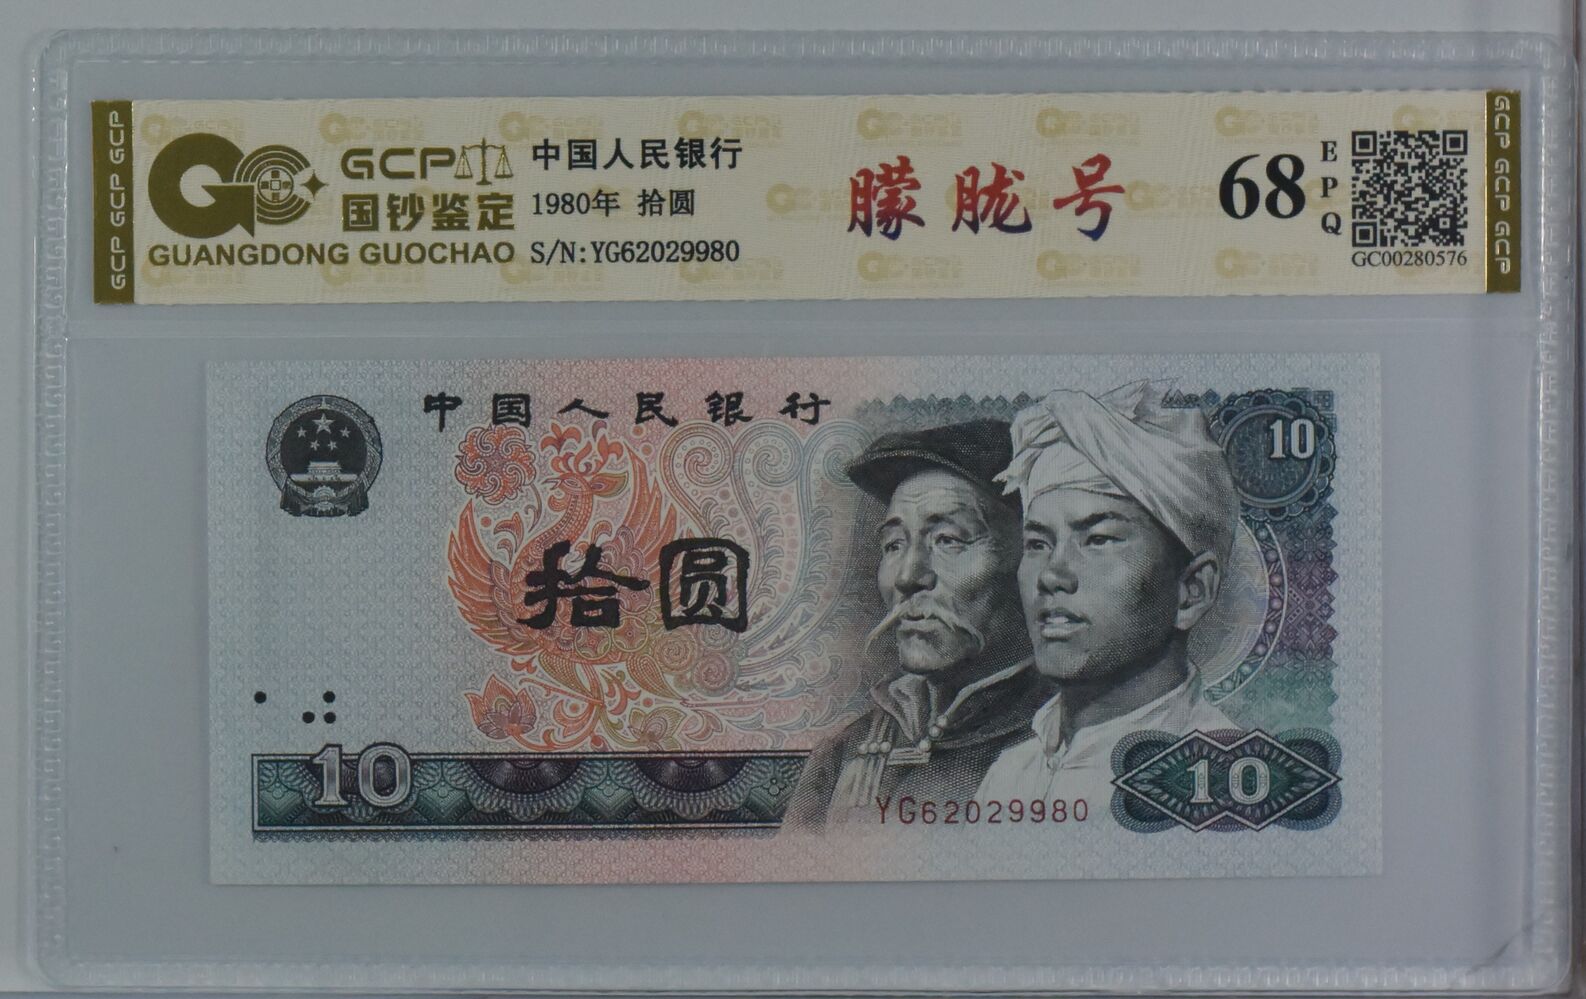 GCP GCP GCP
GCP
国钞鉴定
GUANGDONG GUOCHAO
中国人民银行
1980年 拾圆
S/N:YG62029980
朦胧号
68
EPQ
GC00280576
GCP GCP GCP
中国人民银行
10
拾圆
10
YG62029980
10